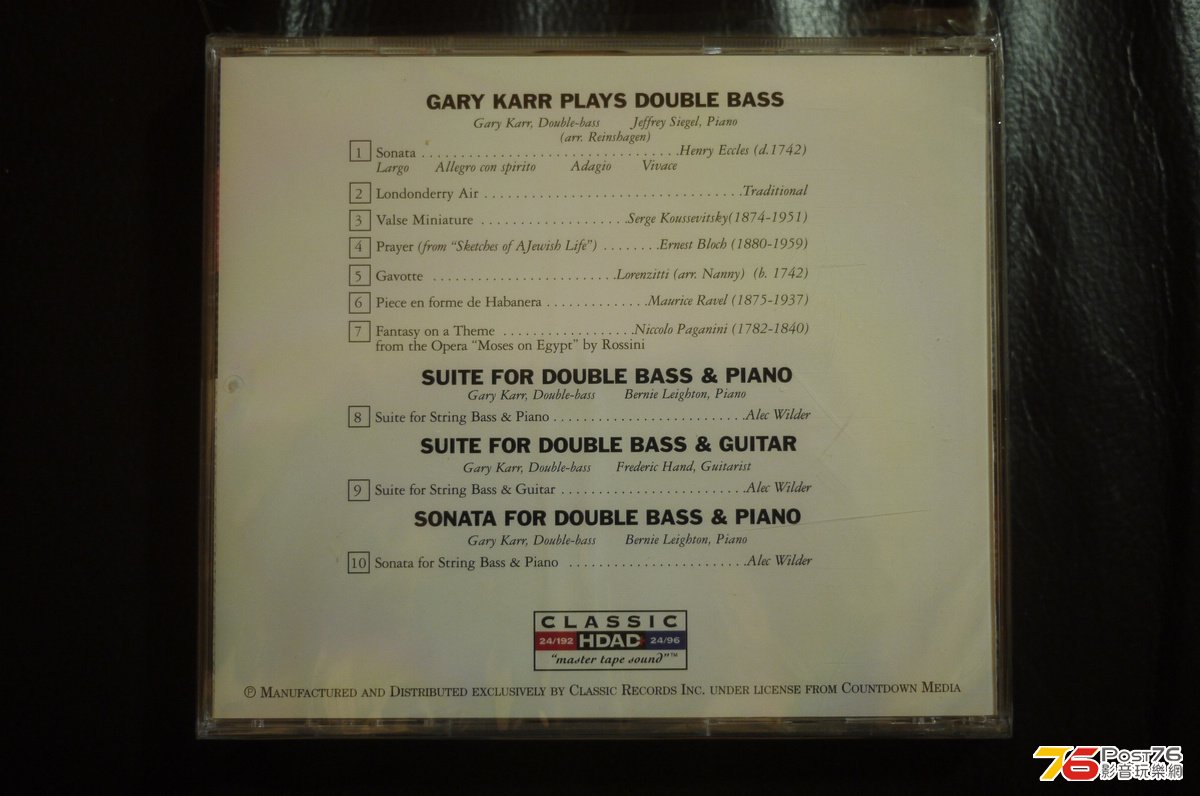 GARY KARR PLAYS DOUBLE BASS
Gary Karr, Double-bass Jeffrey Siegel, Piano
(arr. Reinshagen)
1 Sonata . . . . . . . . . . . . . . . . . . . . . . . . . . . . . . . . .Henry Eccles (d.1742)
Largo Allegro con spirito Adagio Vivace
2 Londonderry Air . . . . . . . . . . . . . . . . . . . . . . . . . . . . . . . . .Traditional
3 Valse Miniature . . . . . . . . . . . . . . . . . . .Serge Koussevitsky(1874-1951)
4 Prayer (from “Sketches of AJewish Life”) . . . . . . . .Ernest Bloch (1880-1959)
5 Gavotte . . . . . . . . . . . . . . . . . . . . . . . .Lorenzitti (arr. Nanny) (b. 1742)
6 Piece en forme de Habanera . . . . . . . . . . . . . .Maurice Ravel (1875-1937)
7 Fantasy on a Theme . . . . . . . . . . . . . . . . . .Niccolo Paganini (1782-1840)
from the Opera “Moses on Egypt” by Rossini
SUITE FOR DOUBLE BASS & PIANO
Gary Karr, Double-bass Bernie Leighton, Piano
8 Suite for String Bass & Piano . . . . . . . . . . . . . . . . . . . . . . . . .Alec Wilder
SUITE FOR DOUBLE BASS & GUITAR
Gary Karr, Double-bass Frederic Hand, Guitarist
9 Suite for String Bass & Guitar . . . . . . . . . . . . . . . . . . . . . . . .Alec Wilder
SONATA FOR DOUBLE BASS & PIANO
Gary Karr, Double-bass Bernie Leighton, Piano
10 Sonata for String Bass & Piano . . . . . . . . . . . . . . . . . . . . . . .Alec Wilder
CLASSIC
24/192 HDAD 24/96
“master tape sound”™
℗ MANUFACTURED AND DISTRIBUTED EXCLUSIVELY BY CLASSIC RECORDS INC. UNDER LICENSE FROM COUNTDOWN MEDIA
76 POST76
影音玩樂網